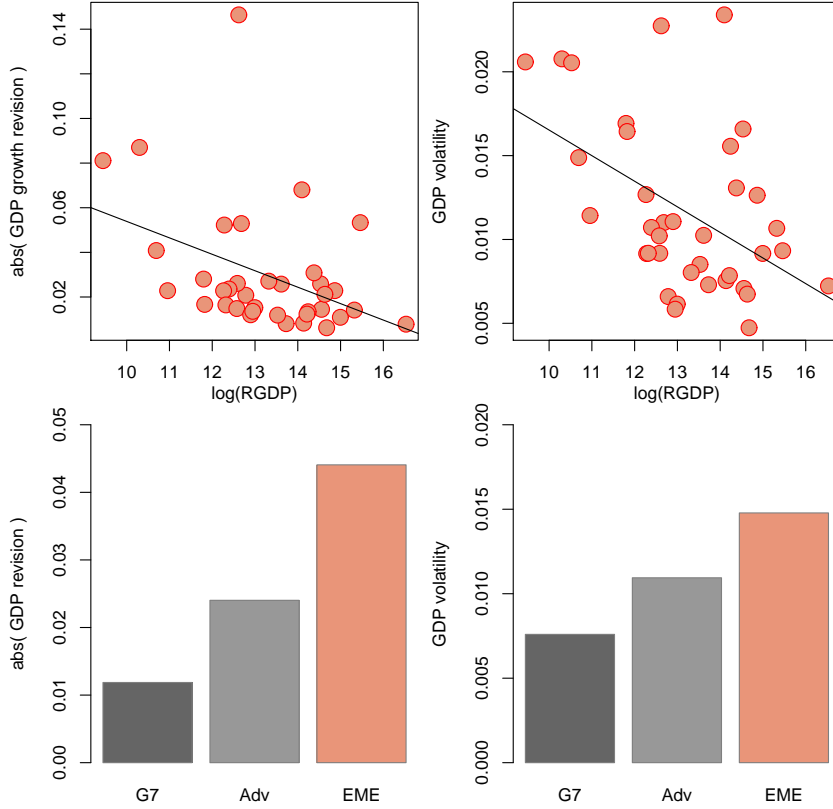 abs( GDP growth revision )
0.14
0.10
0.06
0.02
10 11 12 13 14 15 16
log(RGDP)
GDP volatility
0.020
0.015
0.010
0.005
10 11 12 13 14 15 16
log(RGDP)
abs( GDP revision )
0.05
0.04
0.03
0.02
0.01
0.00
G7 Adv EME
GDP volatility
0.020
0.015
0.010
0.005
0.000
G7 Adv EME